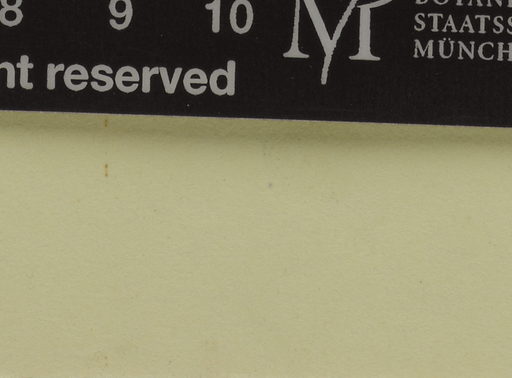 8 9 10
M
STAATSS
MÜNCH
nt reserved